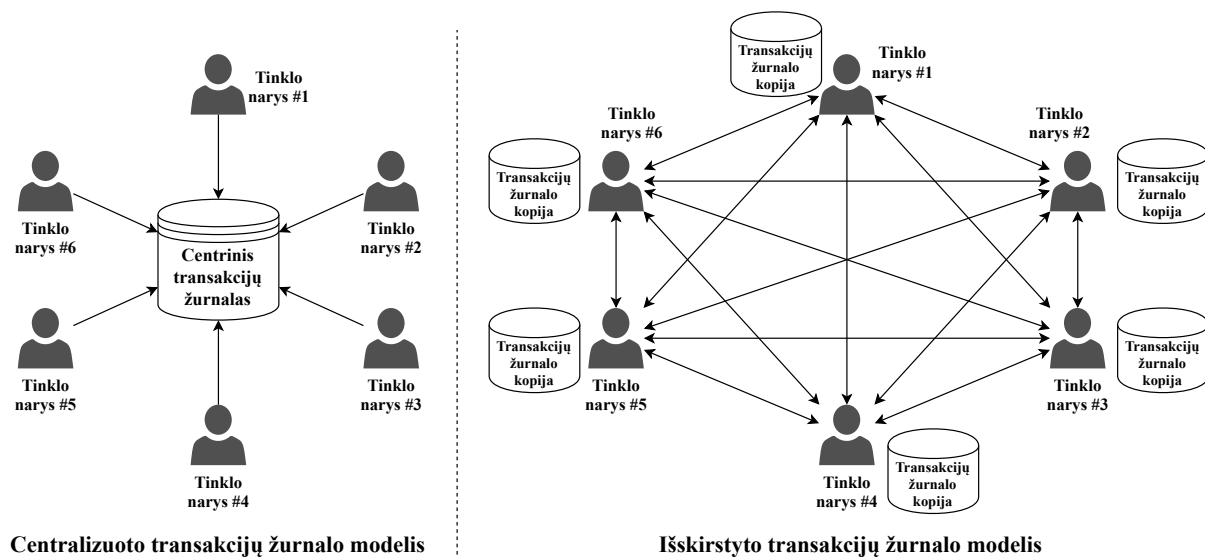 Tinklo
narys #1
Tinklo
narys #6
Tinklo
narys #2
Centrinis
transakcijų
žurnalas
Tinklo
narys #5
Tinklo
narys #3
Tinklo
narys #4
Centralizuoto transakcijų žurnalo modelis
Transakcijų
žurnalo
kopija
Tinklo
narys #1
Tinklo
narys #6
Tinklo
narys #2
Transakcijų
žurnalo
kopija
Transakcijų
žurnalo
kopija
Transakcijų
žurnalo
kopija
Transakcijų
žurnalo
kopija
Tinklo
narys #5
Tinklo
narys #3
Tinklo
narys #4
Transakcijų
žurnalo
kopija
Išskirstyto transakcijų žurnalo modelis